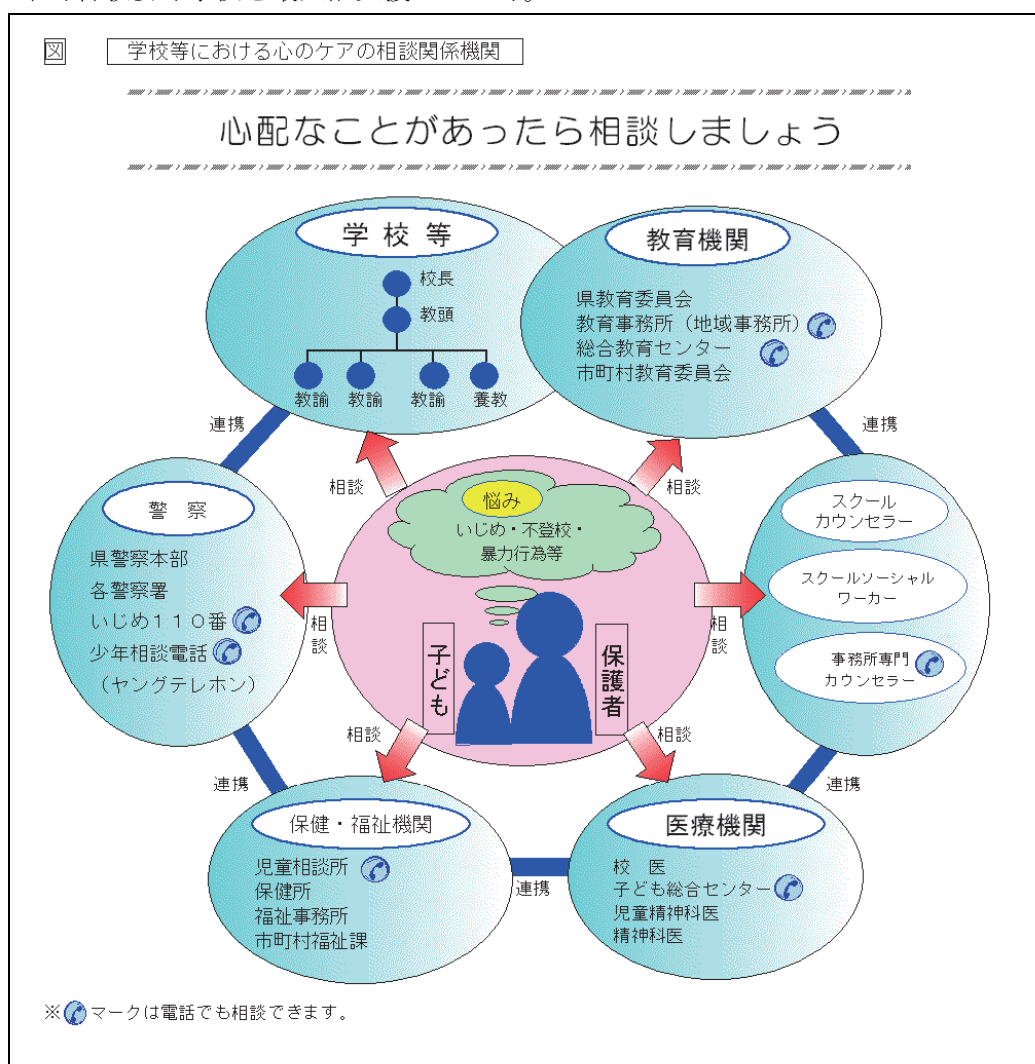 図 学校等における心のケアの相談関係機関
心配なことがあったら相談しましょう
学校等
校長
教頭
教諭 教諭 教諭 養教
教育機関
県教育委員会
教育事務所（地域事務所）
総合教育センター
市町村教育委員会
連携
連携
相談
相談
悩み
いじめ・不登校・
暴力行為等
警察
県警察本部
各警察署
いじめ１１０番
少年相談電話
（ヤングテレホン）
相談
子ども
保護者
相談
スクール
カウンセラー
スクールソーシャル
ワーカー
事務所専門
カウンセラー
相談
相談
連携
連携
保健・福祉機関
児童相談所
保健所
福祉事務所
市町村福祉課
連携
医療機関
校医
子ども総合センター
児童精神科医
精神科医
※マークは電話でも相談できます。